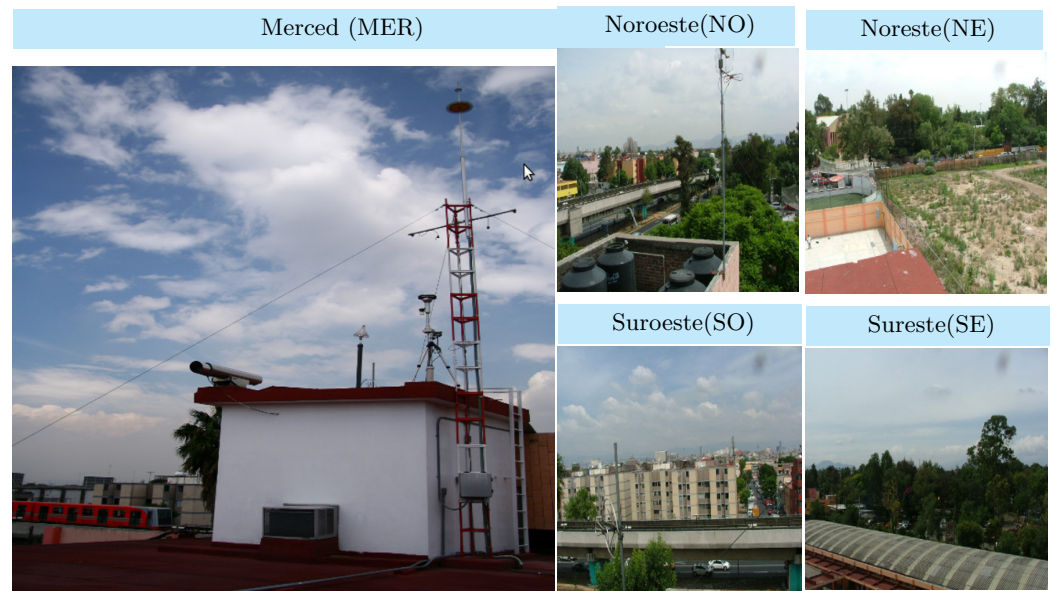 Merced (MER)
Noroeste(NO)
Noreste(NE)
Suroeste(SO)
Sureste(SE)